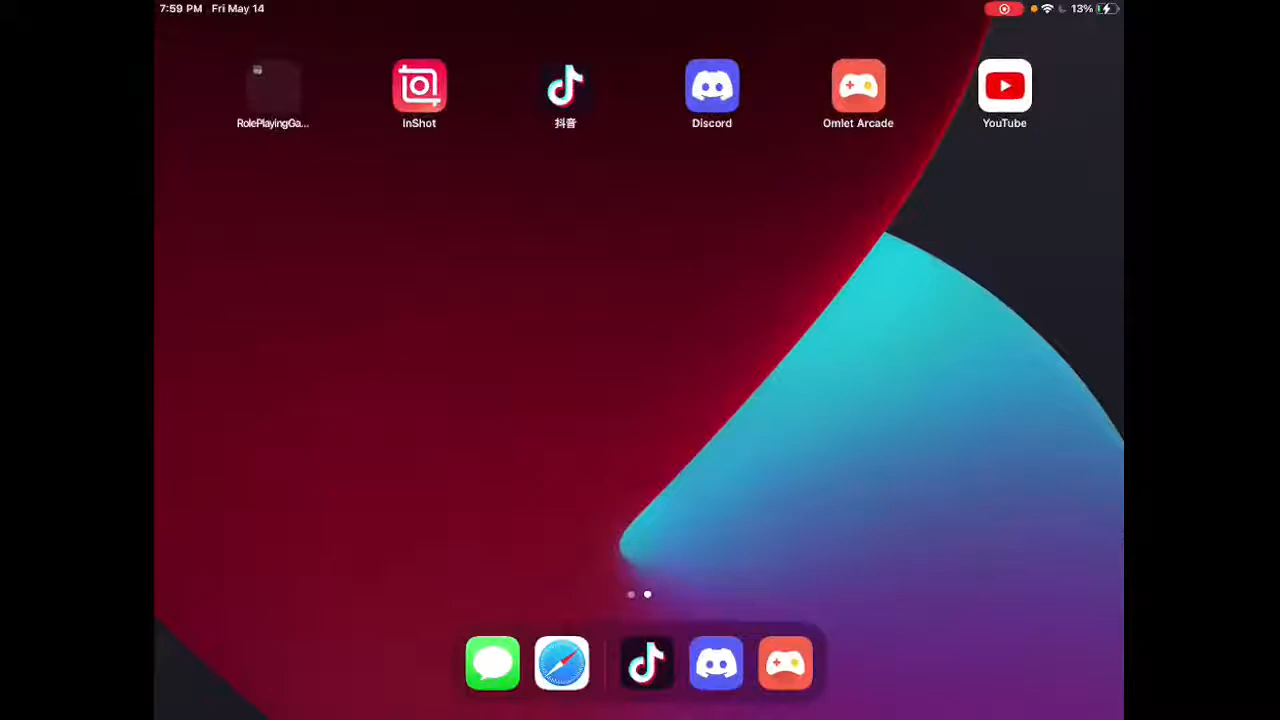 7:59 PM Fri May 14
13%
RolePlayingGa...
InShot
抖音
Discord
Omlet Arcade
YouTube